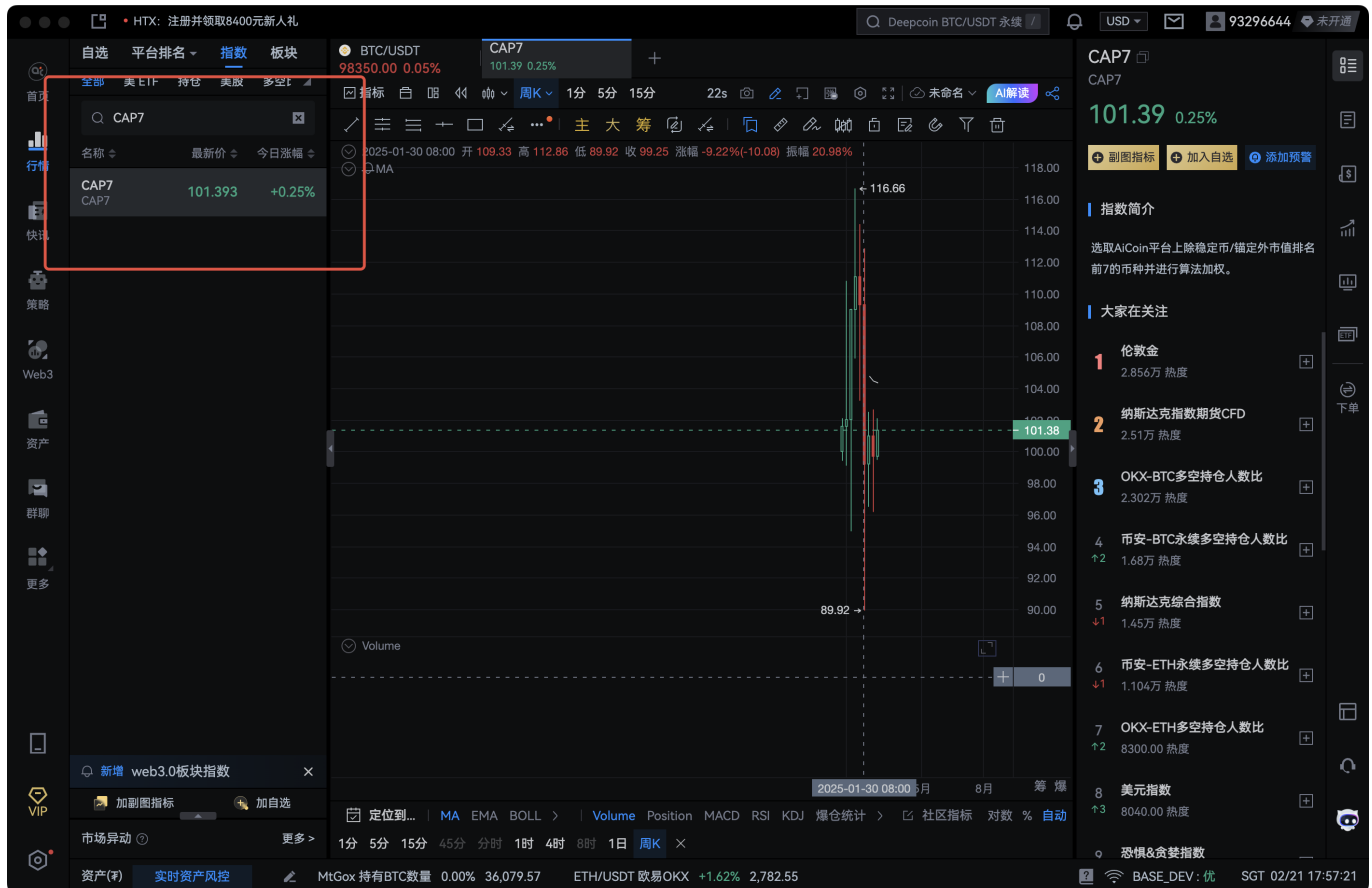 HTX：注册并领取8400元新人礼
Deepcoin BTC/USDT 永续 /
USD
93296644
未开通
首页
行情
快讯
策略
Web3
资产
群聊
更多
VIP
自选 平台排名 指数 板块
全部 美ETF 持仓 美股
CAP7
名称 最新价 今日涨幅
CAP7 101.393 +0.25%
CAP7
新增 web3.0板块指数
加副图指标 加自选
市场异动 更多 >
BTC/USDT
98350.00 0.05%
CAP7
101.39 0.25%
指标 周K 1分 5分 15分 22s 未命名 AI解读
主 大 筹
2025-01-30 08:00 开 109.33 高 112.86 低 89.92 收 99.25 涨幅 -9.22%(-10.08) 振幅 20.98%
MA
118.00
116.66
116.00
114.00
112.00
110.00
108.00
106.00
104.00
102.00
101.38
100.00
98.00
96.00
94.00
92.00
89.92
90.00
Volume
0
2025-01-30 08:00 月 8月 筹 爆
定位到... MA EMA BOLL Volume Position MACD RSI KDJ 爆仓统计 社区指标 对数 % 自动
1分 5分 15分 45分 分时 1时 4时 8时 1日 周K
CAP7
CAP7
101.39 0.25%
副图指标 加入自选 添加预警
指数简介
选取AiCoin平台上除稳定币/锚定外市值排名
前7的币种并进行算法加权。
大家在关注
1 伦敦金
2.856万 热度
2 纳斯达克指数期货CFD
2.51万 热度
3 OKX-BTC多空持仓人数比
2.302万 热度
4 币安-BTC永续多空持仓人数比
↑2 1.68万 热度
5 纳斯达克综合指数
↓1 1.45万 热度
6 币安-ETH永续多空持仓人数比
↓1 1.104万 热度
7 OKX-ETH多空持仓人数比
↑2 8300.00 热度
8 美元指数
↑3 8040.00 热度
9 恐惧&贪婪指数
下单
资产(₮) 实时资产风控 MtGox 持有BTC数量 0.00% 36,079.57 ETH/USDT 欧易OKX +1.62% 2,782.55 BASE_DEV : 优 SGT 02/21 17:57:21